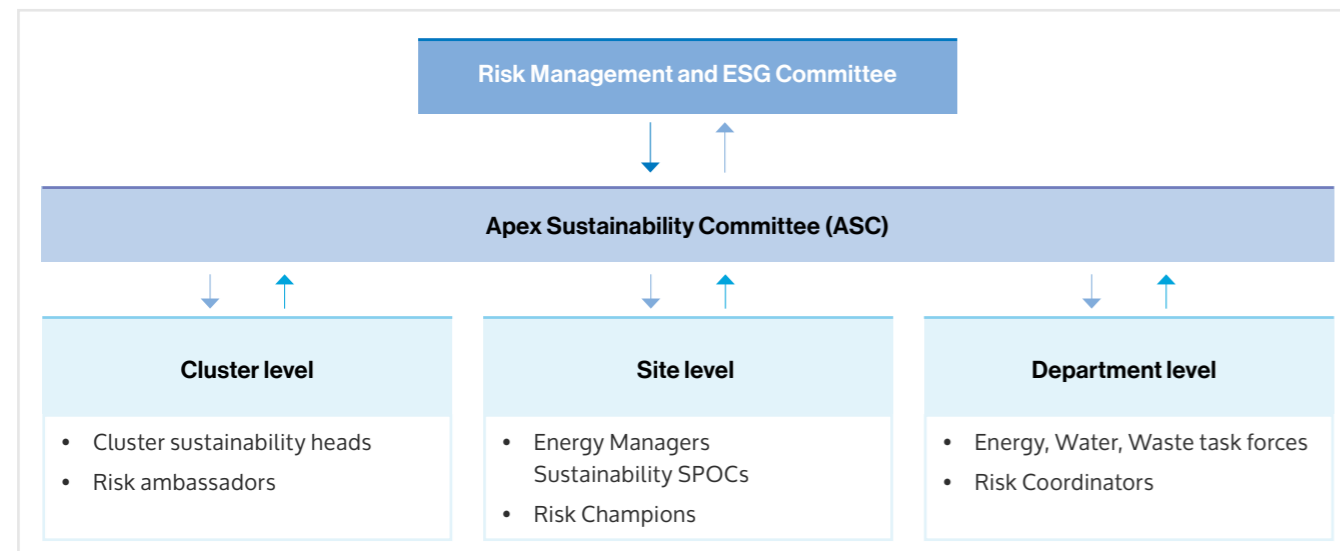 Risk Management and ESG Committee
Apex Sustainability Committee (ASC)
Cluster level
• Cluster sustainability heads
• Risk ambassadors
Site level
• Energy Managers
Sustainability SPOCs
• Risk Champions
Department level
• Energy, Water, Waste task forces
• Risk Coordinators